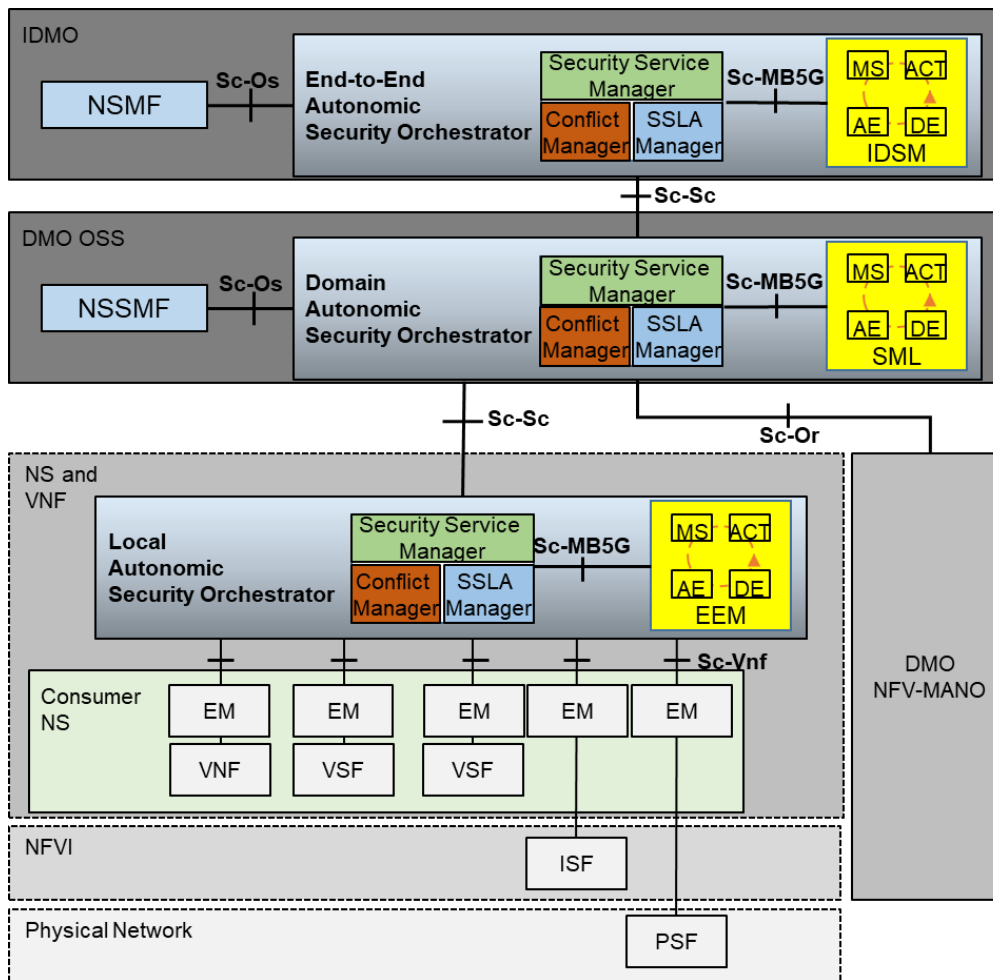 IDMO
NSMF
Sc-Os
End-to-End
Autonomic
Security Orchestrator
Security Service
Manager
Conflict
Manager
SSLA
Manager
Sc-MB5G
MS
ACT
AE
DE
IDSM
Sc-Sc
DMO OSS
NSSMF
Sc-Os
Domain
Autonomic
Security Orchestrator
Security Service
Manager
Conflict
Manager
SSLA
Manager
Sc-MB5G
MS
ACT
AE
DE
SML
Sc-Sc
Sc-Or
NS and
VNF
Local
Autonomic
Security Orchestrator
Security Service
Manager
Conflict
Manager
SSLA
Manager
Sc-MB5G
MS
ACT
AE
DE
EEM
Sc-Vnf
DMO
NFV-MANO
Consumer
NS
EM
EM
EM
EM
EM
VNF
VSF
VSF
NFVI
ISF
Physical Network
PSF